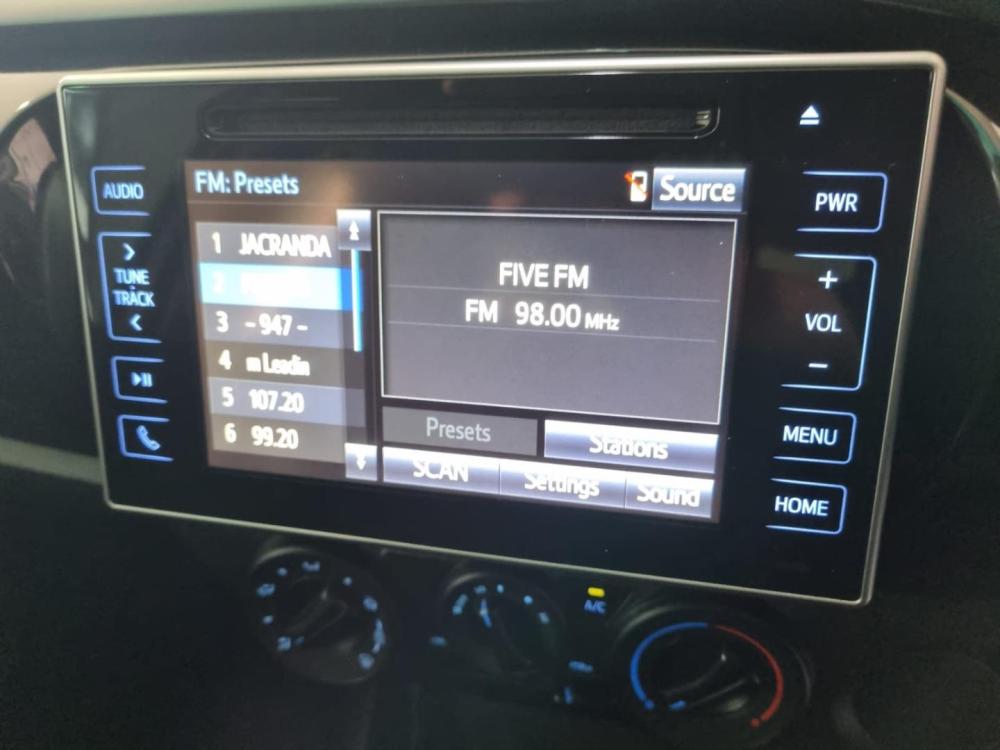 AUDIO
TUNE
TRACK
FM: Presets
Source
1 JACRANDA
2
3 -947-
4 m Leadin
5 107.20
6 99.20
FIVE FM
FM 98.00 MHz
Presets
Stations
SCAN
Settings
Sound
PWR
+
VOL
-
MENU
HOME
A/C